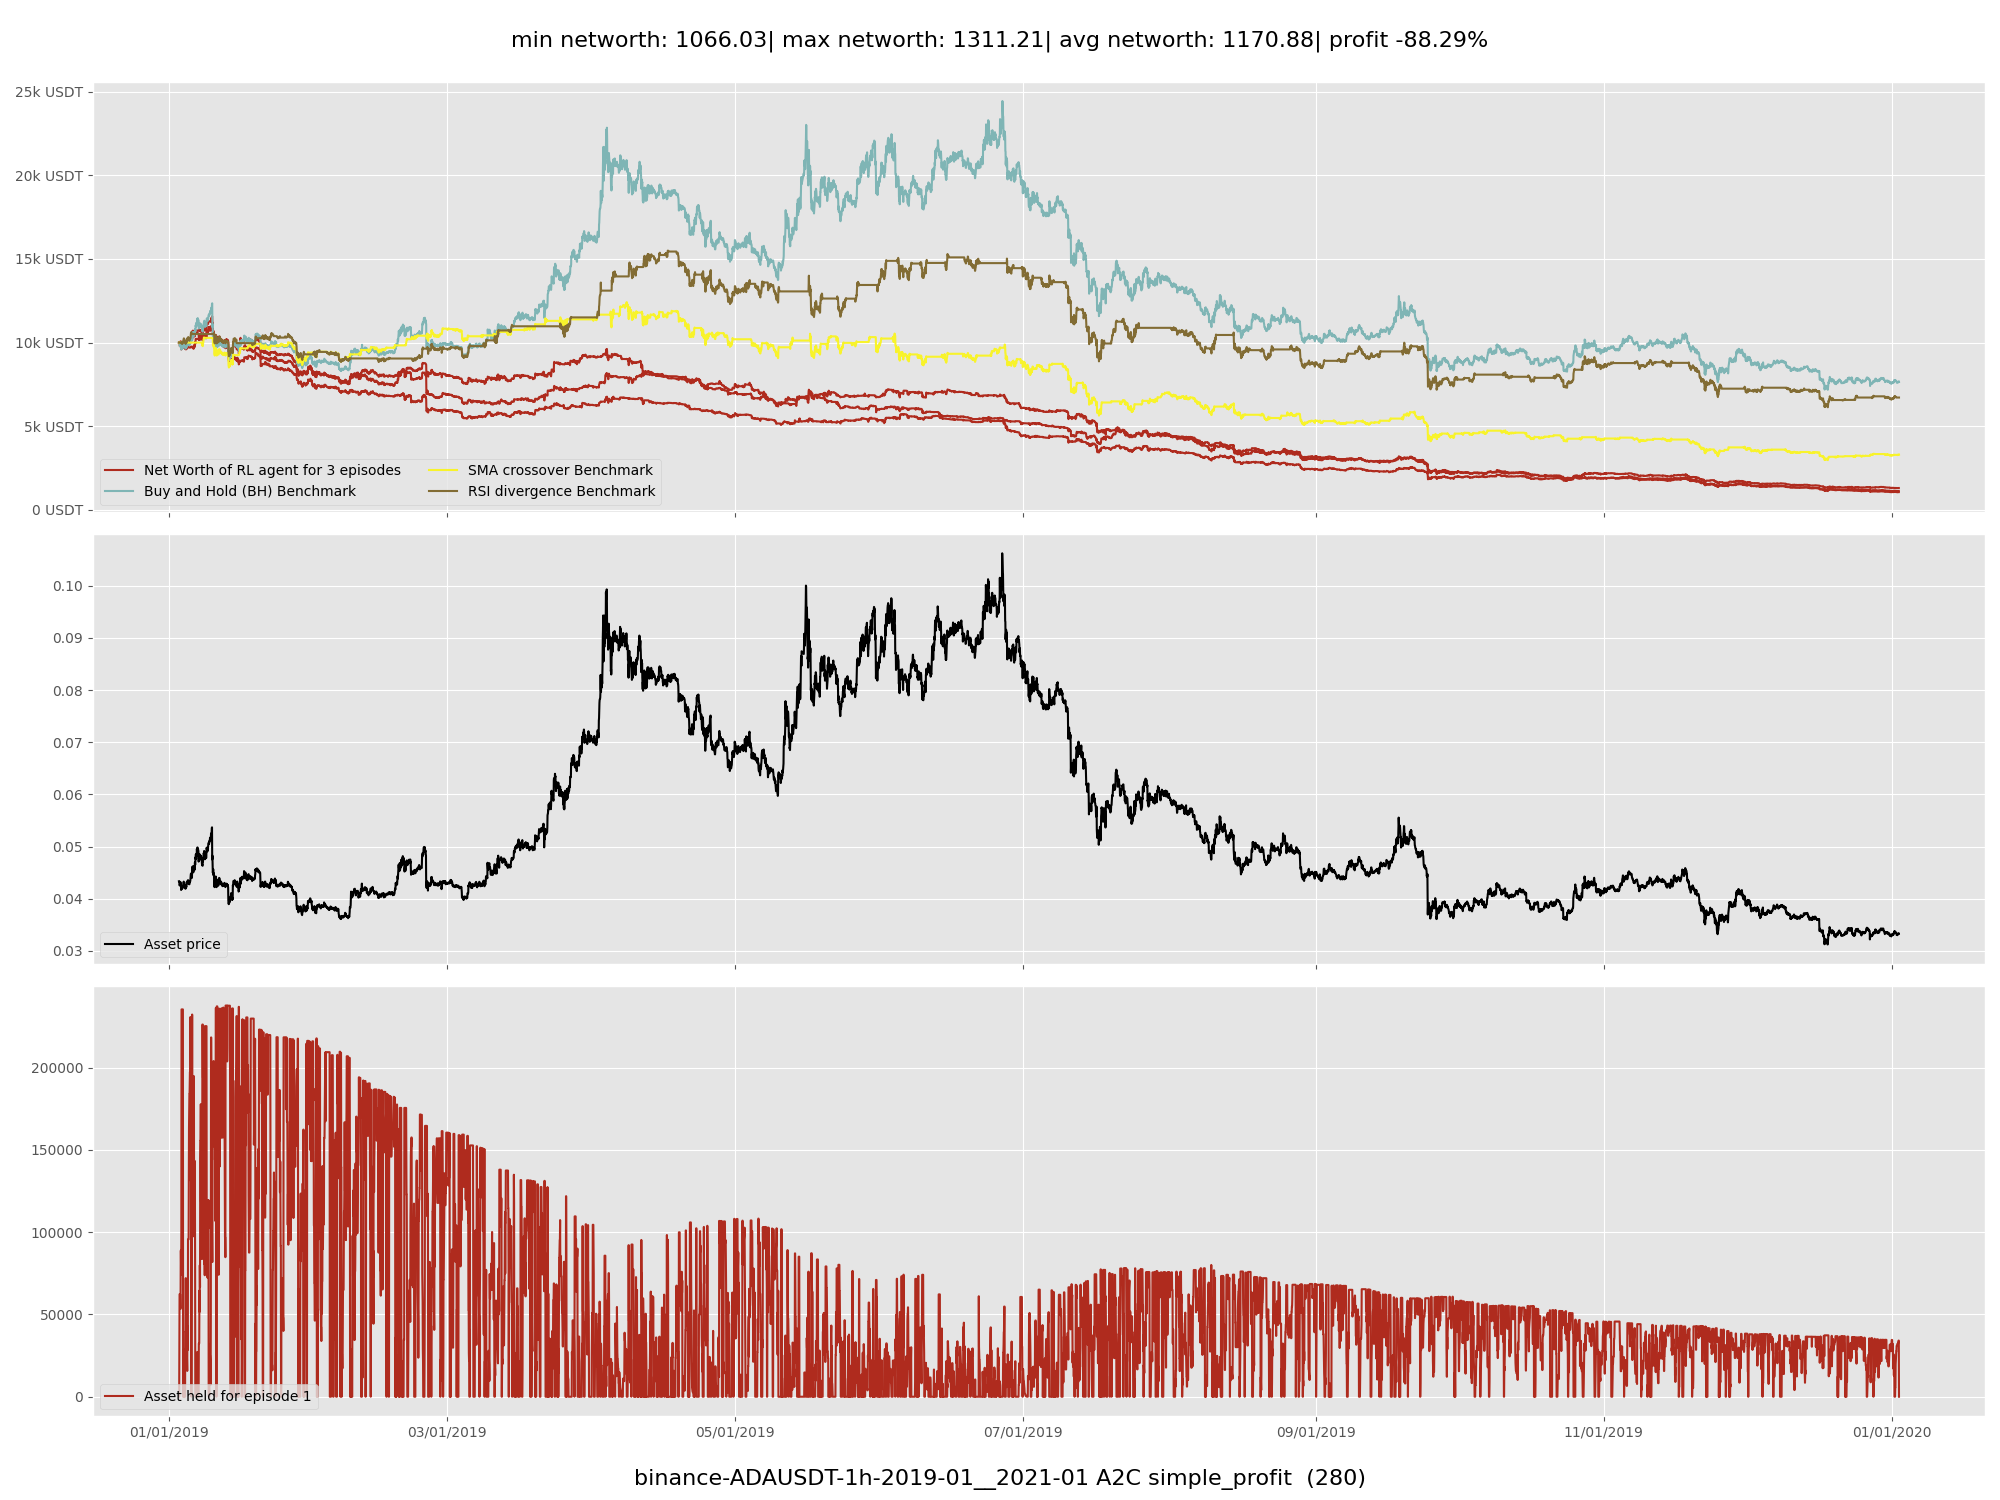 min networth: 1066.03| max networth: 1311.21| avg networth: 1170.88| profit -88.29%
25k USDT
20k USDT
15k USDT
10k USDT
5k USDT
0 USDT
Net Worth of RL agent for 3 episodes
Buy and Hold (BH) Benchmark
SMA crossover Benchmark
RSI divergence Benchmark
0.10
0.09
0.08
0.07
0.06
0.05
0.04
0.03
Asset price
200000
150000
100000
50000
0
Asset held for episode 1
01/01/2019 03/01/2019 05/01/2019 07/01/2019 09/01/2019 11/01/2019 01/01/2020
binance-ADAUSDT-1h-2019-01__2021-01 A2C simple_profit  (280)